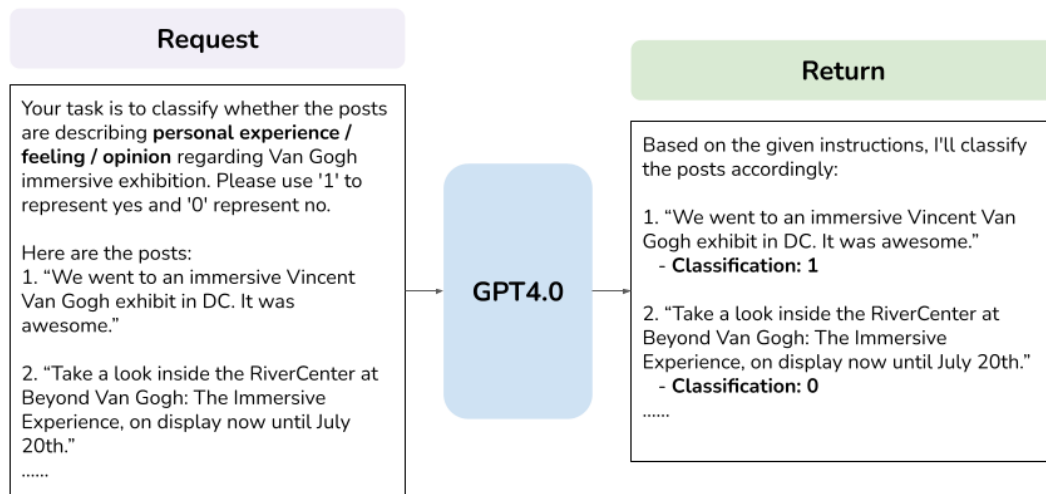 Request
Your task is to classify whether the posts
are describing personal experience /
feeling / opinion regarding Van Gogh
immersive exhibition. Please use '1' to
represent yes and '0' represent no.
Here are the posts:
1. “We went to an immersive Vincent
Van Gogh exhibit in DC. It was
awesome.”
2. “Take a look inside the RiverCenter at
Beyond Van Gogh: The Immersive
Experience, on display now until July
20th.”
......
GPT4.0
Return
Based on the given instructions, I'll classify
the posts accordingly:
1. “We went to an immersive Vincent Van
Gogh exhibit in DC. It was awesome.”
- Classification: 1
2. “Take a look inside the RiverCenter at
Beyond Van Gogh: The Immersive
Experience, on display now until July 20th.”
- Classification: 0
......